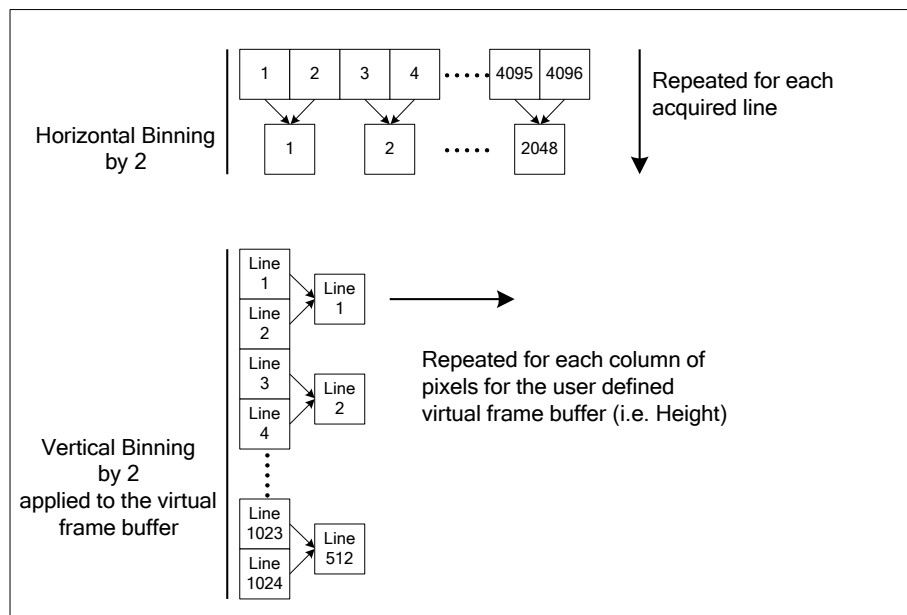 1 2 3 4 ..... 4095 4096
1 2 ..... 2048
Horizontal Binning
by 2
Repeated for each
acquired line
Line
1
Line
2
Line
1
Line
3
Line
4
Line
2
Line
1023
Line
1024
Line
512
Vertical Binning
by 2
applied to the virtual
frame buffer
Repeated for each column of
pixels for the user defined
virtual frame buffer (i.e. Height)